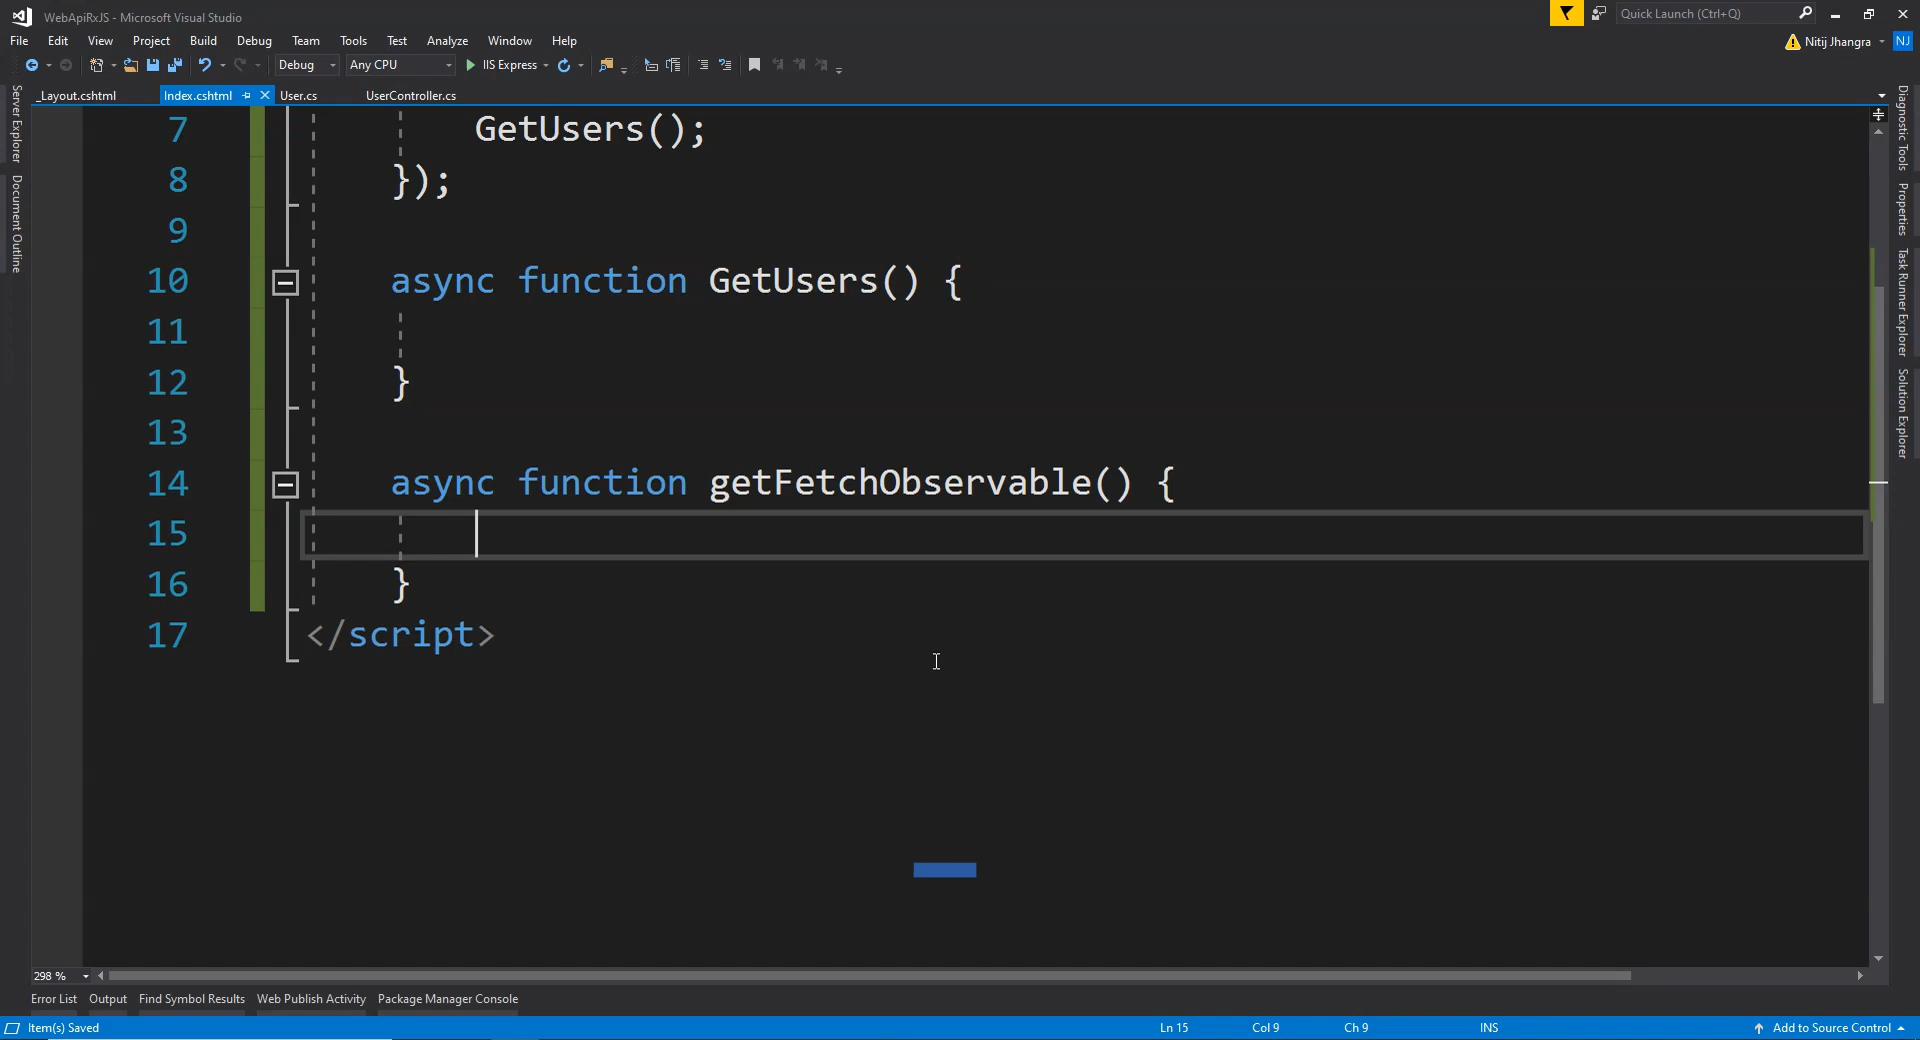 WebApiRxJS - Microsoft Visual Studio
Quick Launch (Ctrl+Q)
File Edit View Project Build Debug Team Tools Test Analyze Window Help
Nitij Jhangra NJ
Debug Any CPU IIS Express
_Layout.cshtml Index.cshtml User.cs UserController.cs
Server Explorer
Document Outline
7 GetUsers();
8 });
9
10 async function GetUsers() {
11
12 }
13
14 async function getFetchObservable() {
15
16 }
17 </script>
Diagnostic Tools
Properties
Task Runner Explorer
Solution Explorer
298 %
Error List Output Find Symbol Results Web Publish Activity Package Manager Console
Item(s) Saved Ln 15 Col 9 Ch 9 INS Add to Source Control